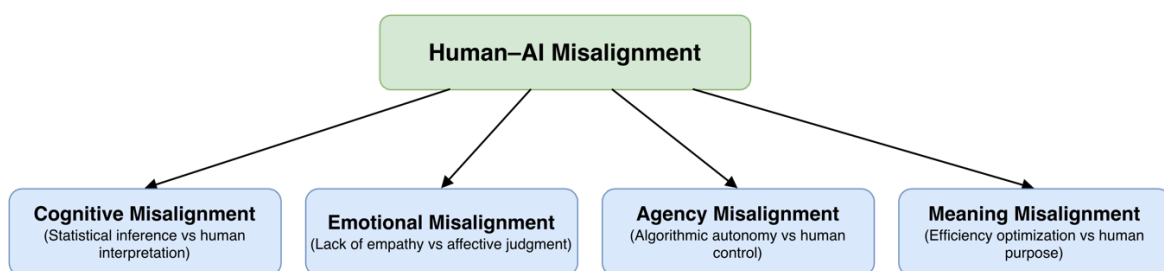 Human–AI Misalignment
Cognitive Misalignment
(Statistical inference vs human
interpretation)
Emotional Misalignment
(Lack of empathy vs affective judgment)
Agency Misalignment
(Algorithmic autonomy vs human
control)
Meaning Misalignment
(Efficiency optimization vs human
purpose)